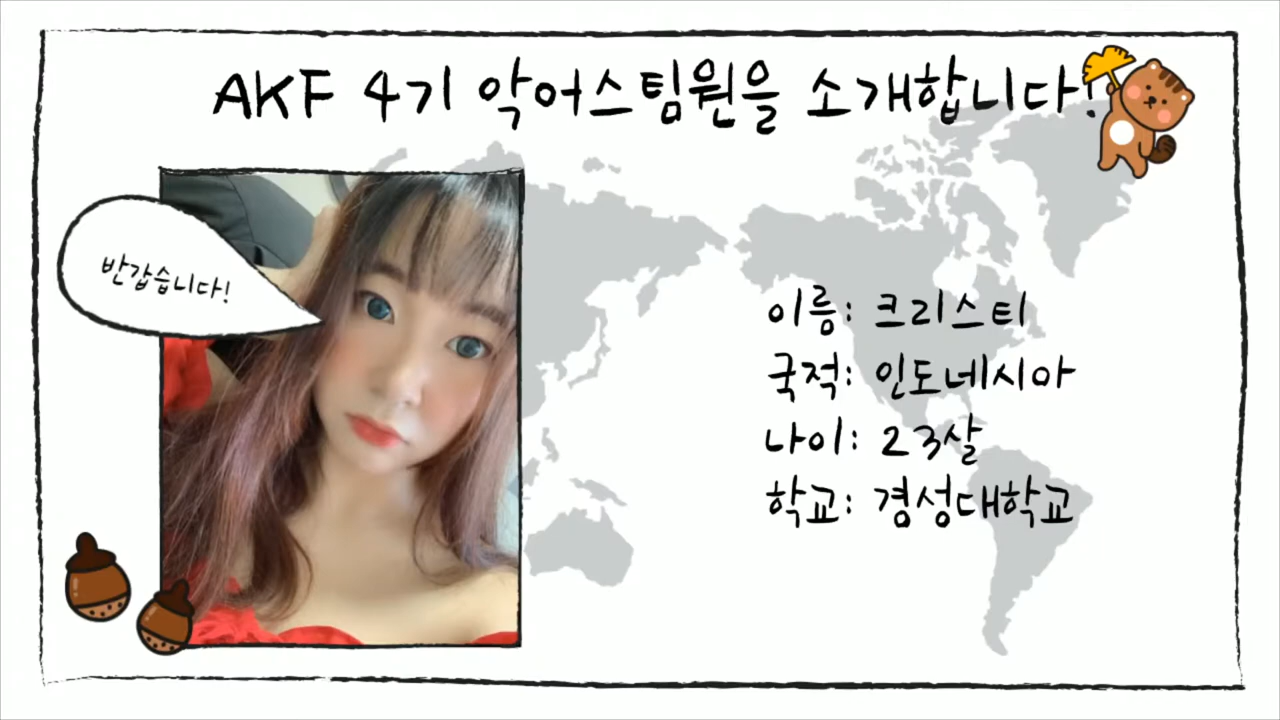 AKF 4기 악어스팀원을 소개합니다!
반갑습니다!
이름: 크리스티
국적: 인도네시아
나이: 23살
학교: 경성대학교